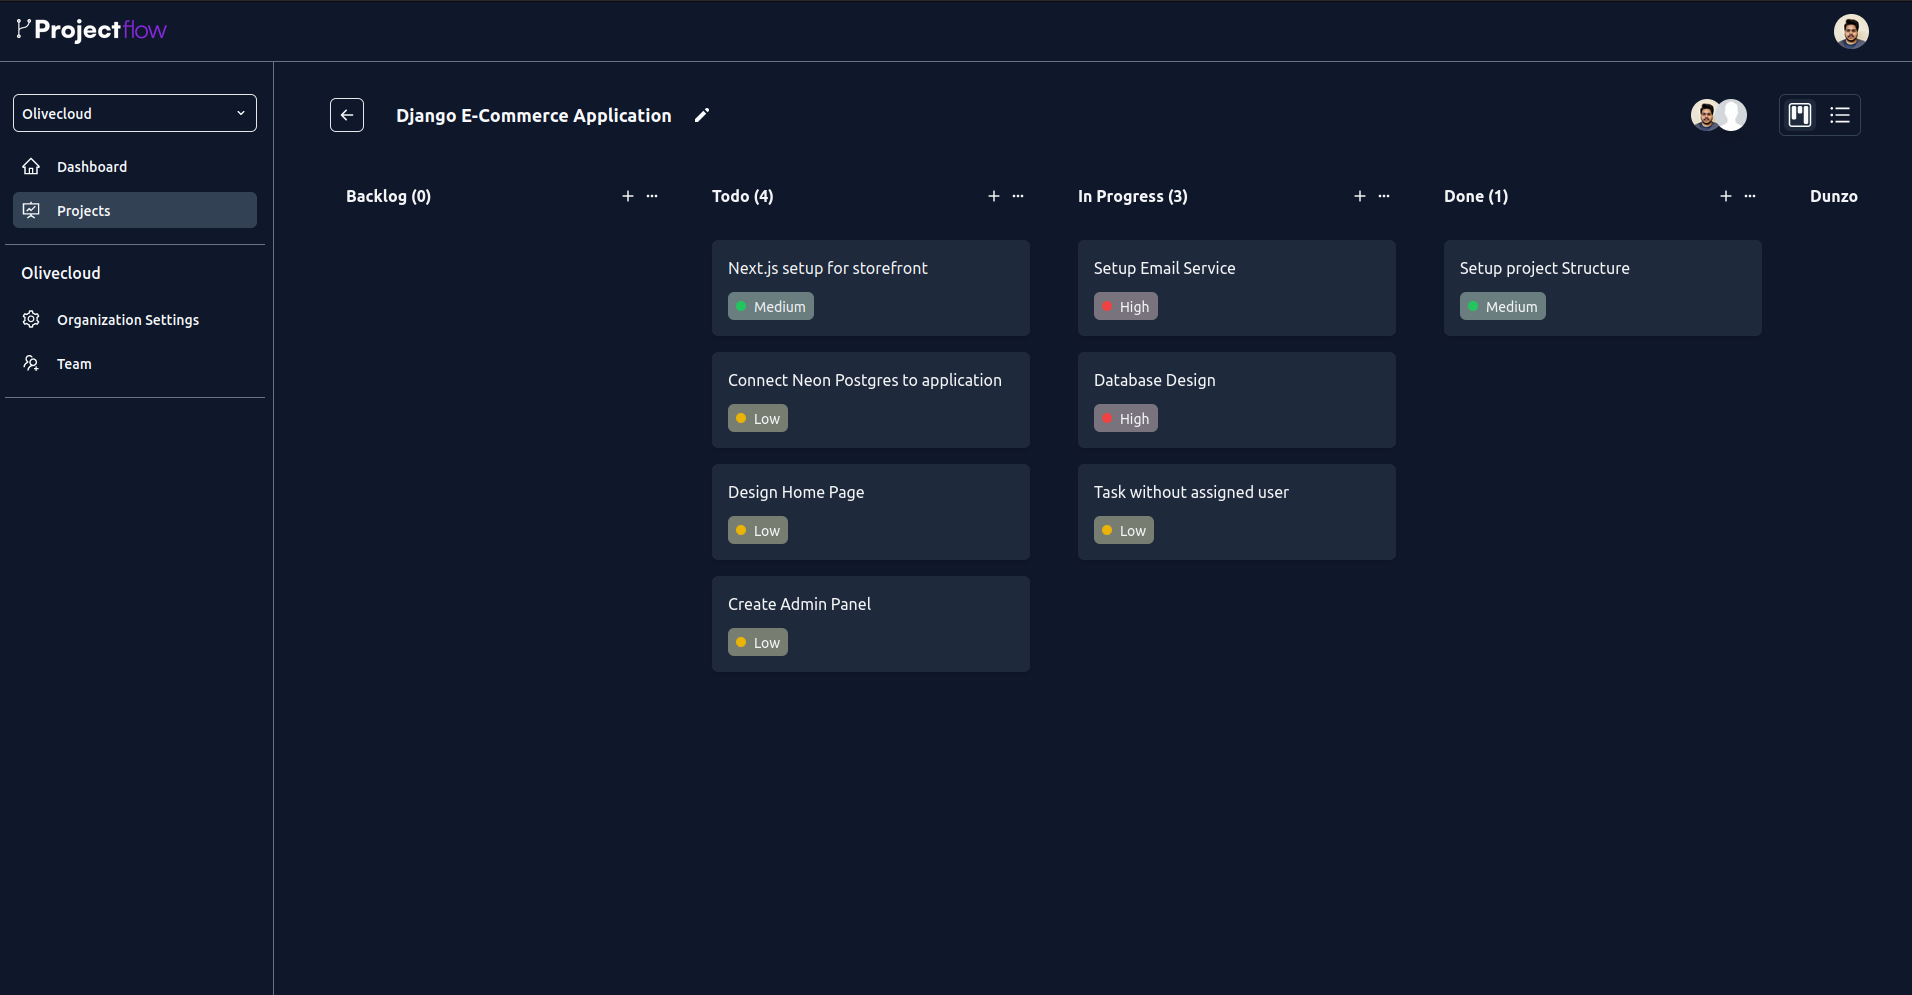 Projectflow
Olivecloud
Dashboard
Projects
Olivecloud
Organization Settings
Team
Django E-Commerce Application
Backlog (0)
Todo (4)
Next.js setup for storefront
Medium
Connect Neon Postgres to application
Low
Design Home Page
Low
Create Admin Panel
Low
In Progress (3)
Setup Email Service
High
Database Design
High
Task without assigned user
Low
Done (1)
Setup project Structure
Medium
Dunzo